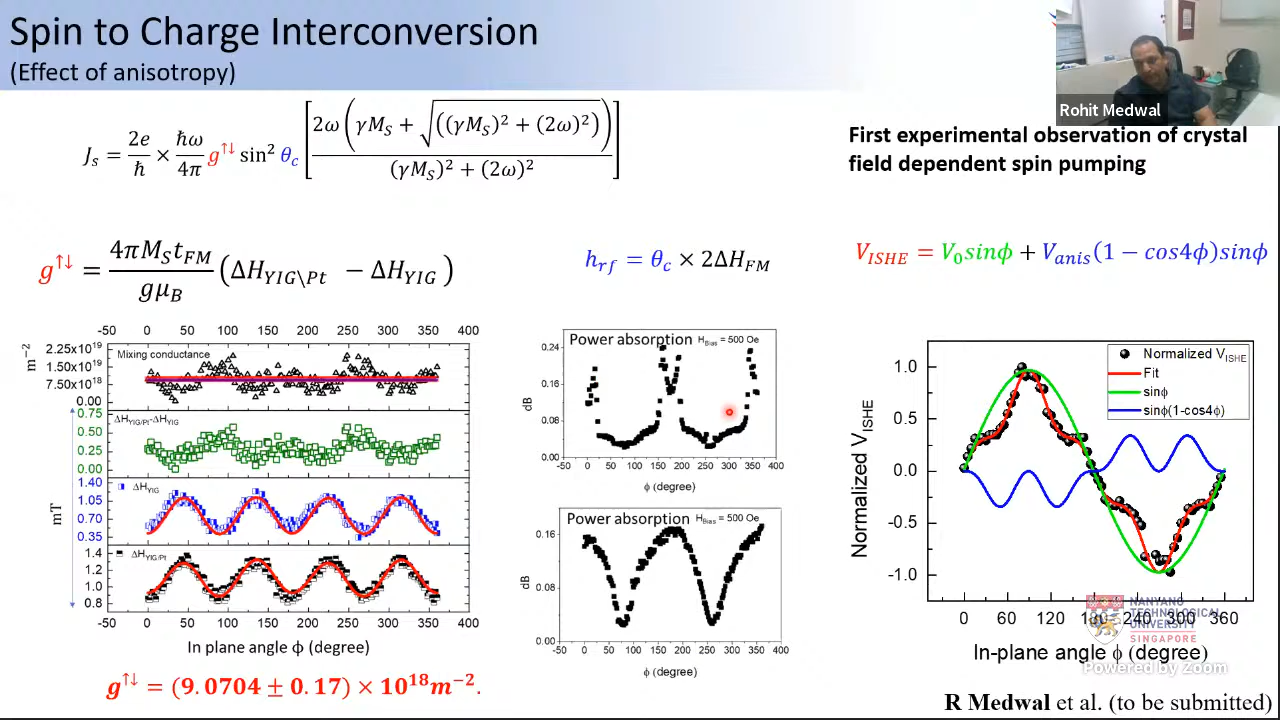 Spin to Charge Interconversion
(Effect of anisotropy)
Rohit Medwal
J_s = 2e/ħ × ħω/4π g^↑↓ sin² θ_c [2ω(γM_S + √((γM_S)² + (2ω)²)) / (γM_S)² + (2ω)²]
First experimental observation of crystal
field dependent spin pumping
g^↑↓ = 4πM_S t_FM / gμ_B (ΔH_YIG\Pt − ΔH_YIG)
h_rf = θ_c × 2ΔH_FM
V_ISHE = V_0 sinϕ + V_anis(1 − cos4ϕ)sinϕ
-50 0 50 100 150 200 250 300 350 400
m⁻²
2.25x10¹⁹
1.50x10¹⁹
7.50x10¹⁸
0.00
Mixing conductance
0.75
0.50
0.25
0.00
ΔH_YIG/Pt-ΔH_YIG
mT
1.40
1.05
0.70
0.35
ΔH_YIG
1.4
1.2
1.0
0.8
ΔH_YIG/Pt
-50 0 50 100 150 200 250 300 350 400
In plane angle ϕ (degree)
g^↑↓ = (9.0704 ± 0.17) × 10¹⁸ m⁻².
Power absorption H_Bias = 500 Oe
0.24
0.16
0.08
0.00
dB
-50 0 50 100 150 200 250 300 350 400
ϕ (degree)
Power absorption H_Bias = 500 Oe
0.16
0.08
0.00
dB
-50 0 50 100 150 200 250 300 350 400
ϕ (degree)
Normalized V_ISHE
Fit
sinϕ
sinϕ(1-cos4ϕ)
1.0
0.5
0.0
-0.5
-1.0
Normalized V_ISHE
0 60 120 180 240 300 360
In-plane angle ϕ (degree)
NANYANG
TECHNOLOGICAL
UNIVERSITY
SINGAPORE
Powered by Zoom
R Medwal et al. (to be submitted)